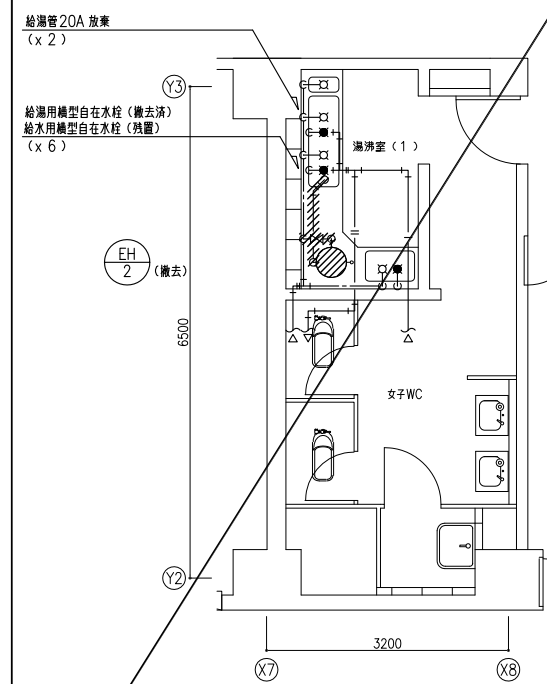 給湯管20A 放棄
(x 2)
Y3
給湯用横型自在水栓(撤去済)
給水用横型自在水栓(残置)
(x 6)
湯沸室(1)
EH
2
(撤去)
6500
女子WC
Y2
3200
X7
X8